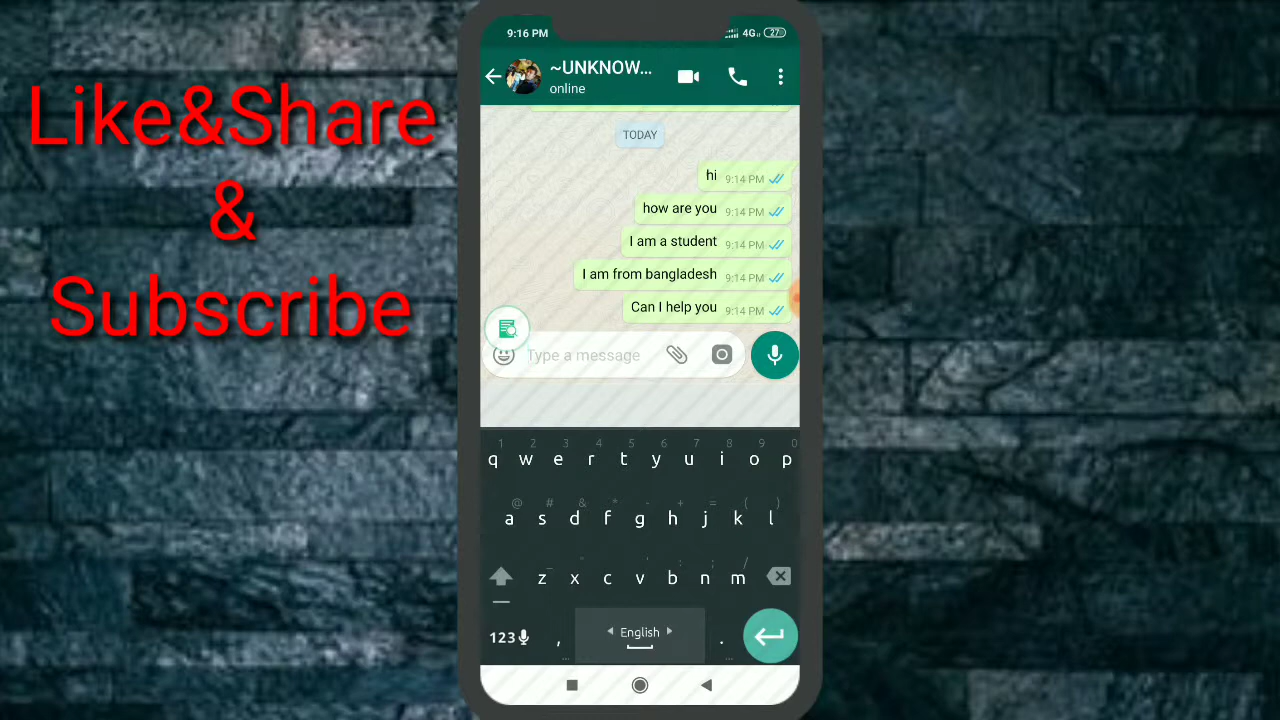 Like&Share
&
Subscribe
9:16 PM
4G
27
~UNKNOW...
online
TODAY
hi 9:14 PM
how are you 9:14 PM
I am a student 9:14 PM
I am from bangladesh 9:14 PM
Can I help you 9:14 PM
Type a message
1 2 3 4 5 6 7 8 9 0
q w e r t y u i o p
@ # & * - + = ( )
a s d f g h j k l
_ " ' : ; /
z x c v b n m
123 , English .